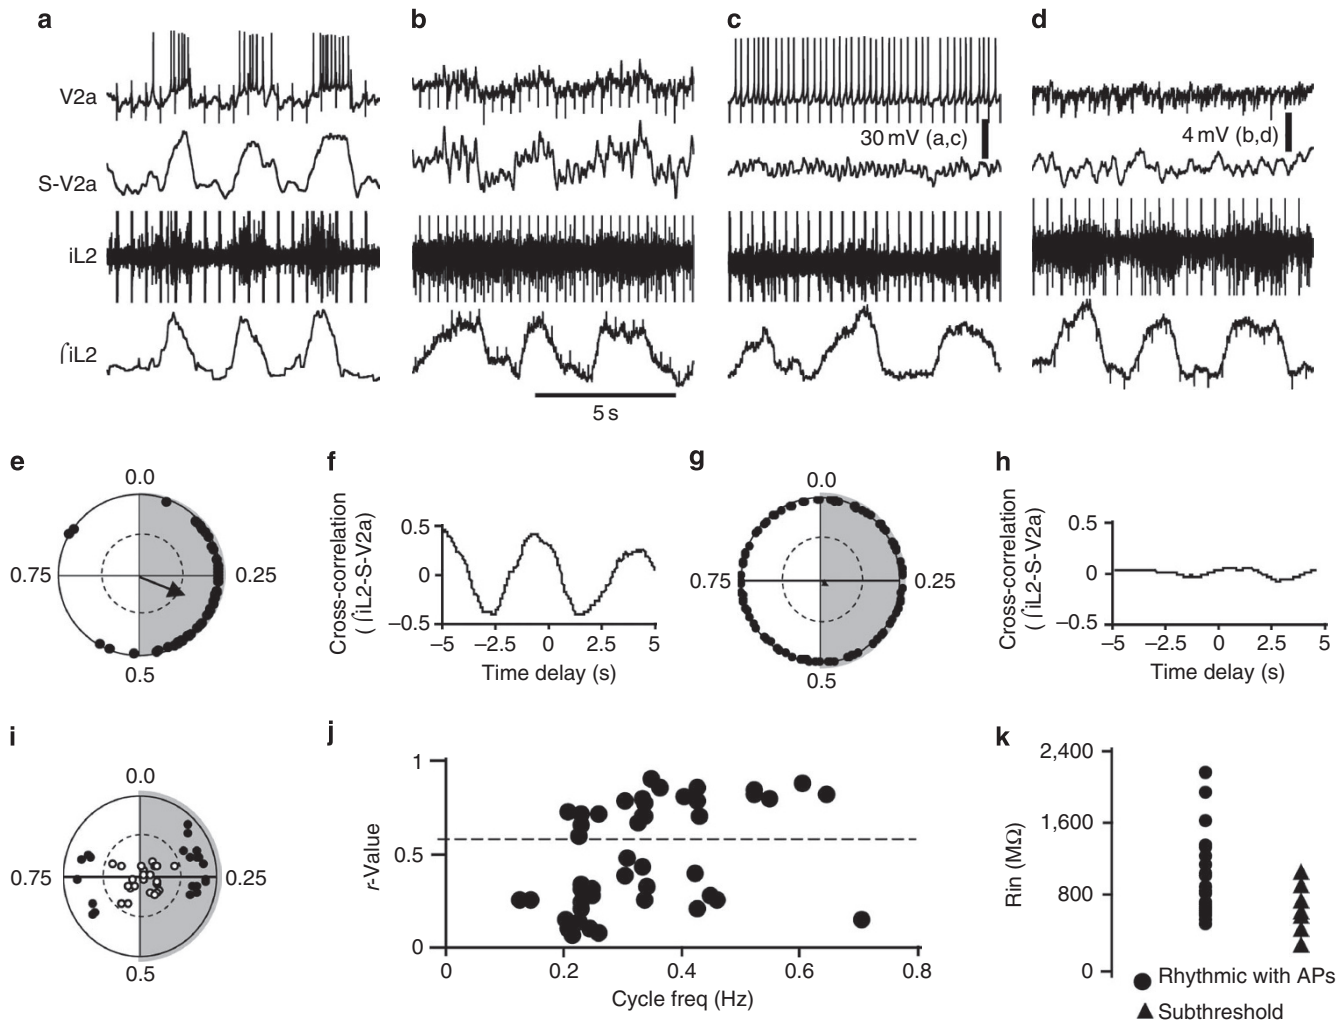 a
b
c
d
V2a
S-V2a
iL2
∫iL2
30 mV (a,c)
4 mV (b,d)
5 s
e
0.0
0.75
0.25
0.5
f
Cross-correlation
(∫iL2-S-V2a)
0.5
0
–0.5
–5
–2.5
0
2.5
5
Time delay (s)
g
0.0
0.75
0.25
0.5
h
Cross-correlation
(∫iL2-S-V2a)
0.5
0
–0.5
–5
–2.5
0
2.5
5
Time delay (s)
i
0.0
0.75
0.25
0.5
j
r-Value
1
0.5
0
0
0.2
0.4
0.6
0.8
Cycle freq (Hz)
k
Rin (MΩ)
2,400
1,600
800
0
Rhythmic with APs
Subthreshold